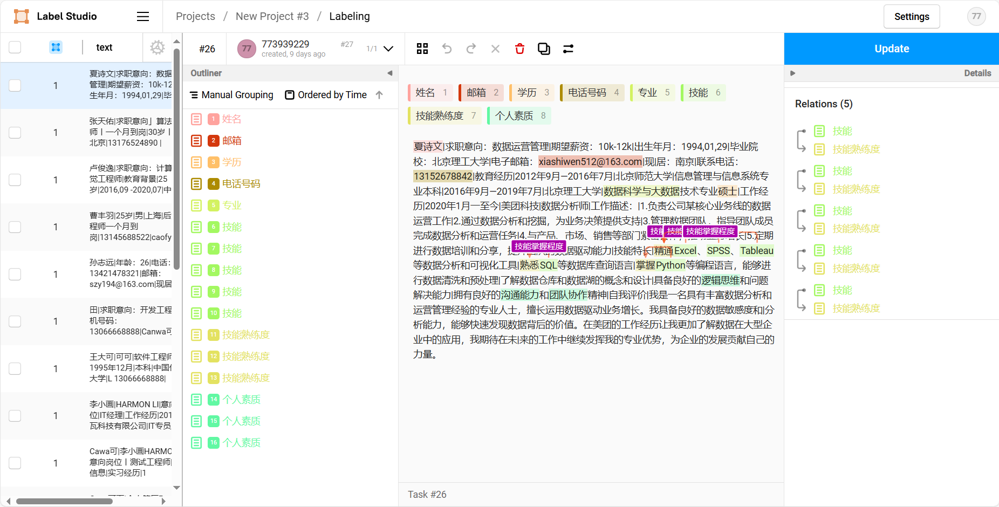 Label Studio
Projects / New Project #3 / Labeling
Settings
77
text
1
夏诗文|求职意向：数据
管理|期望薪资：10k-12
生年月：1994,01,29|毕
1
张天佑|求职意向」算法
师丨一个月到岗|30岁丨
北京|13176524890 |
1
卢俊逸|求职意向：计算
觉工程师|教育背景|25
岁|2016,09 -2020,07|中
1
曹丰羽|25岁|男|上海|后
程师一个月到
岗|13145688522|caofy
1
孙志远|年龄：26|电话：
13421478321|邮箱：
szy194@163.com|现居
1
田|求职意向：开发工程
机号码：
13066668888|Canwa可
1
王大可|可可|软件工程师
1995年12月|本科|中国
大学|L 13066668888|
1
李小画|HARMON LI|意向
位|IT经理|工作经历|201
瓦科技有限公司|IT专员
1
Cawa可|李小画HARMO
意向岗位丨测试工程师|
信息|实习经历|1
#26
77
773939229
created, 9 days ago
#27
1/1
Outliner
Manual Grouping
Ordered by Time
1 姓名
2 邮箱
3 学历
4 电话号码
5 专业
6 技能
7 技能
8 技能
9 技能
10 技能
11 技能熟练度
12 技能熟练度
13 技能熟练度
14 个人素质
15 个人素质
16 个人素质
姓名 1
邮箱 2
学历 3
电话号码 4
专业 5
技能 6
技能熟练度 7
个人素质 8
夏诗文|求职意向：数据运营管理|期望薪资：10k-12k|出生年月：1994,01,29|毕业院
校：北京理工大学|电子邮箱：xiashiwen512@163.com|现|居：南京|联系电话：
13152678842|教育经历|2012年9月—2016年7月|北京师范大学|信息管理与信息系统专
业本科|2016年9月—2019年7月|北京理工大学|数据科学与大数据技术专业硕士|工作经
历|2020年1月一至今|美团科技|数据分析师|工作描述：|1.负责公司某核心业务线的数据
运营工作|2.通过数据分析和挖掘，为业务决策提供支持|3.管理数据团队，指导团队成员
技能
技能
技能掌握程度
完成数据分析和运营任务|4.与产品、市场、销售等部门紧|5.定期
技能掌握程度
进行数据培训和分享，数据驱动能力|技能特长|精通Excel、SPSS、Tableau
等数据分析和可视化工具|熟悉SQL等数据库查询语言|掌握Python等编程语言，能够进
行数据清洗和预处理|了解数据仓库和数据湖的概念和设计|具备良好的逻辑思维和问题
解决能力|拥有良好的沟通能力和团队协作精神|自我评价|我是一名具有丰富数据分析和
运营管理经验的专业人士，擅长运用数据驱动业务增长。我具备良好的数据敏感度和|分
析能力，能够快速发现数据背后的价值。在美团的工作经历让我更加了解数据在大型企
业中的应用，我期待在未|来的工作中继续发挥我的专业优势，为企业的发展贡献自己的
力量。
Task #26
Update
Details
Relations (5)
技能
技能熟练度
技能
技能熟练度
技能
技能熟练度
技能
技能熟练度
技能
技能熟练度